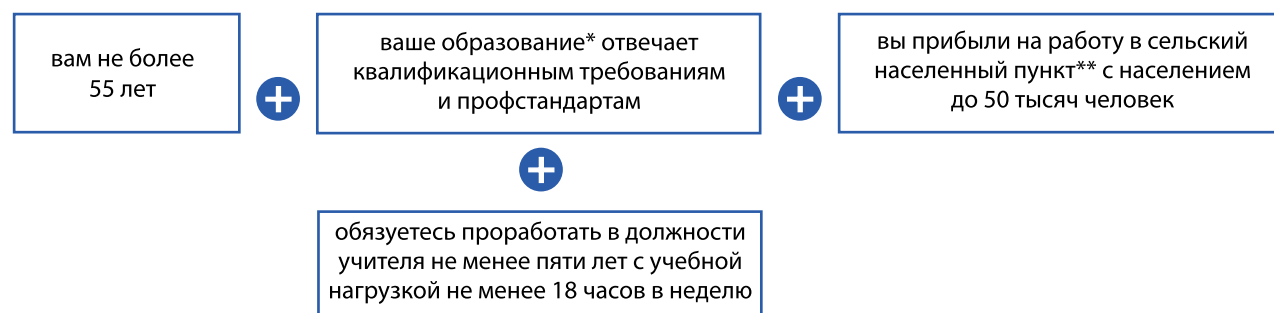 вам не более
55 лет
ваше образование* отвечает
квалификационным требованиям
и профстандартам
вы прибыли на работу в сельский
населенный пункт** с населением
до 50 тысяч человек
обязуетесь проработать в должности
учителя не менее пяти лет с учебной
нагрузкой не менее 18 часов в неделю